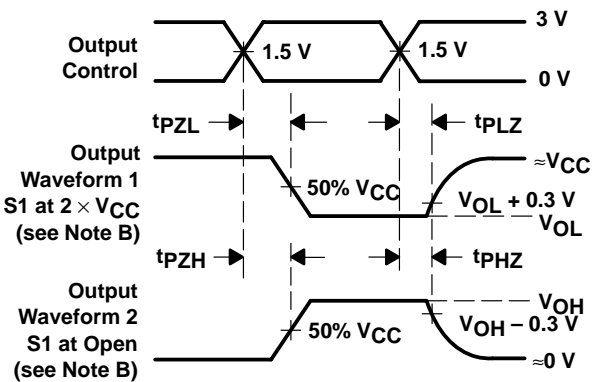 3 V
Output
Control
1.5 V
1.5 V
0 V
tPZL
tPLZ
Output
Waveform 1
S1 at 2 × VCC
(see Note B)
50% VCC
≈VCC
VOL + 0.3 V
VOL
tPZH
tPHZ
Output
Waveform 2
S1 at Open
(see Note B)
50% VCC
VOH
VOH − 0.3 V
≈0 V